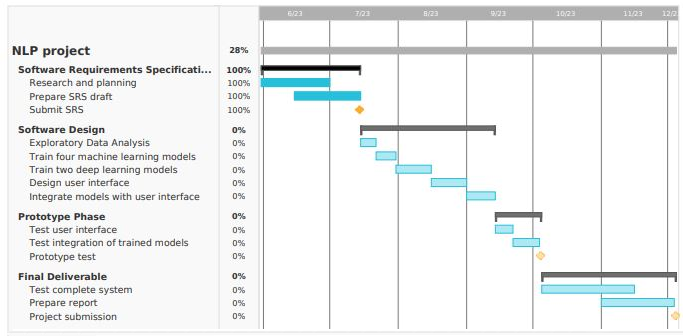 6/23 7/23 8/23 9/23 10/23 11/23 12/2
NLP project 28%
Software Requirements Specificati... 100%
Research and planning 100%
Prepare SRS draft 100%
Submit SRS 100%
Software Design 0%
Exploratory Data Analysis 0%
Train four machine learning models 0%
Train two deep learning models 0%
Design user interface 0%
Integrate models with user interface 0%
Prototype Phase 0%
Test user interface 0%
Test integration of trained models 0%
Prototype test 0%
Final Deliverable 0%
Test complete system 0%
Prepare report 0%
Project submission 0%